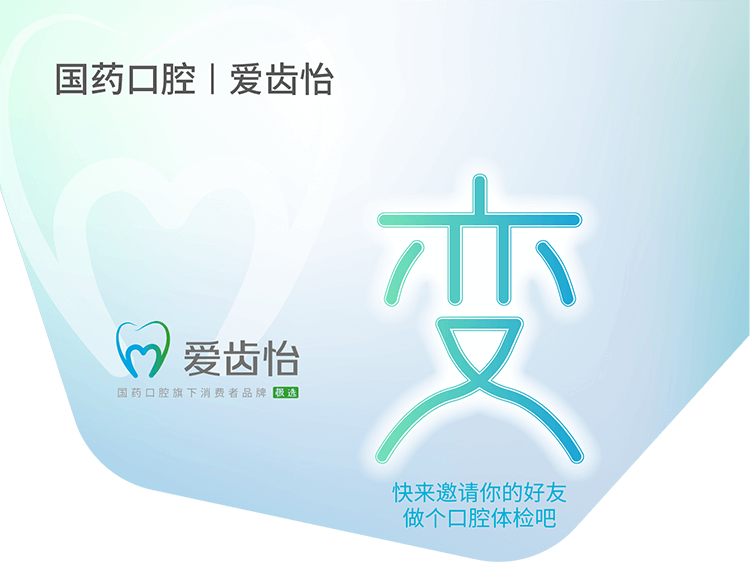 国药口腔 | 爱齿怡
变
爱齿怡
国药口腔旗下消费者品牌 极选
快来邀请你的好友
做个口腔体检吧